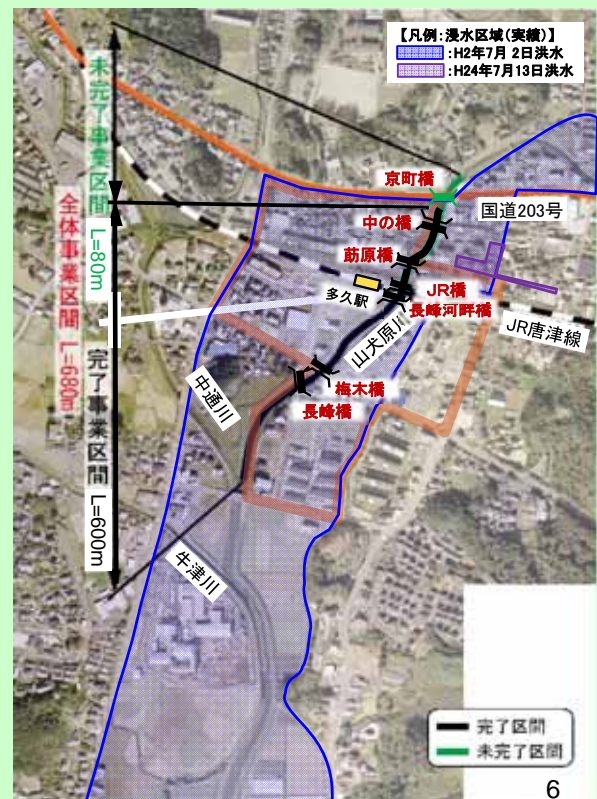 【凡例：浸水区域（実績）】
：H2年7月 2日洪水
：H24年7月13日洪水
未完了事業区間 L=80m
全体事業区間 L=680m
完了事業区間 L=600m
京町橋
国道203号
中の橋
莇原橋
多久駅
JR橋
長峰河畔橋
JR唐津線
山犬原川
梅木橋
長峰橋
中通川
牛津川
完了区間
未完了区間
6